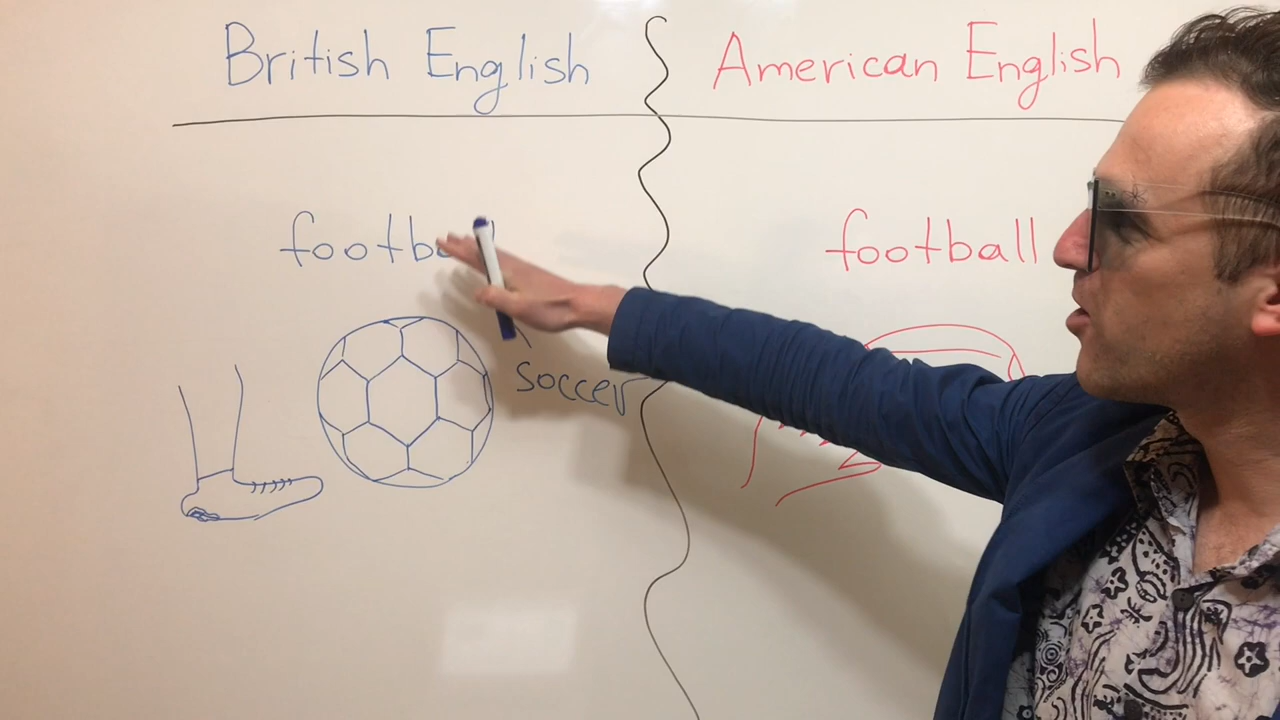 British English
American English
football
football
soccer